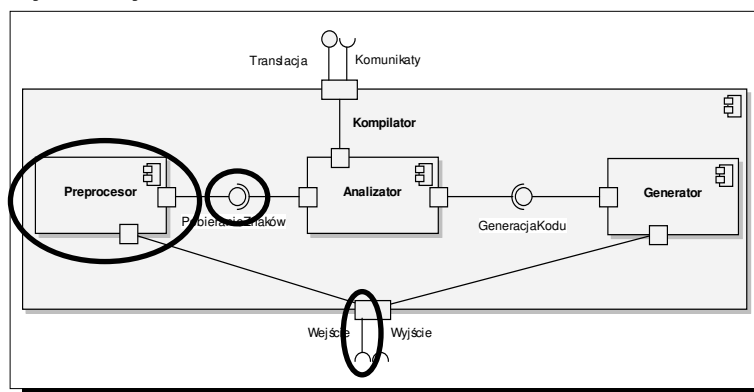 Translacja
Komunikaty
Kompilator
Preprocesor
Analizator
Generator
PobieranieZnaków
GeneracjaKodu
Wejście
Wyjście